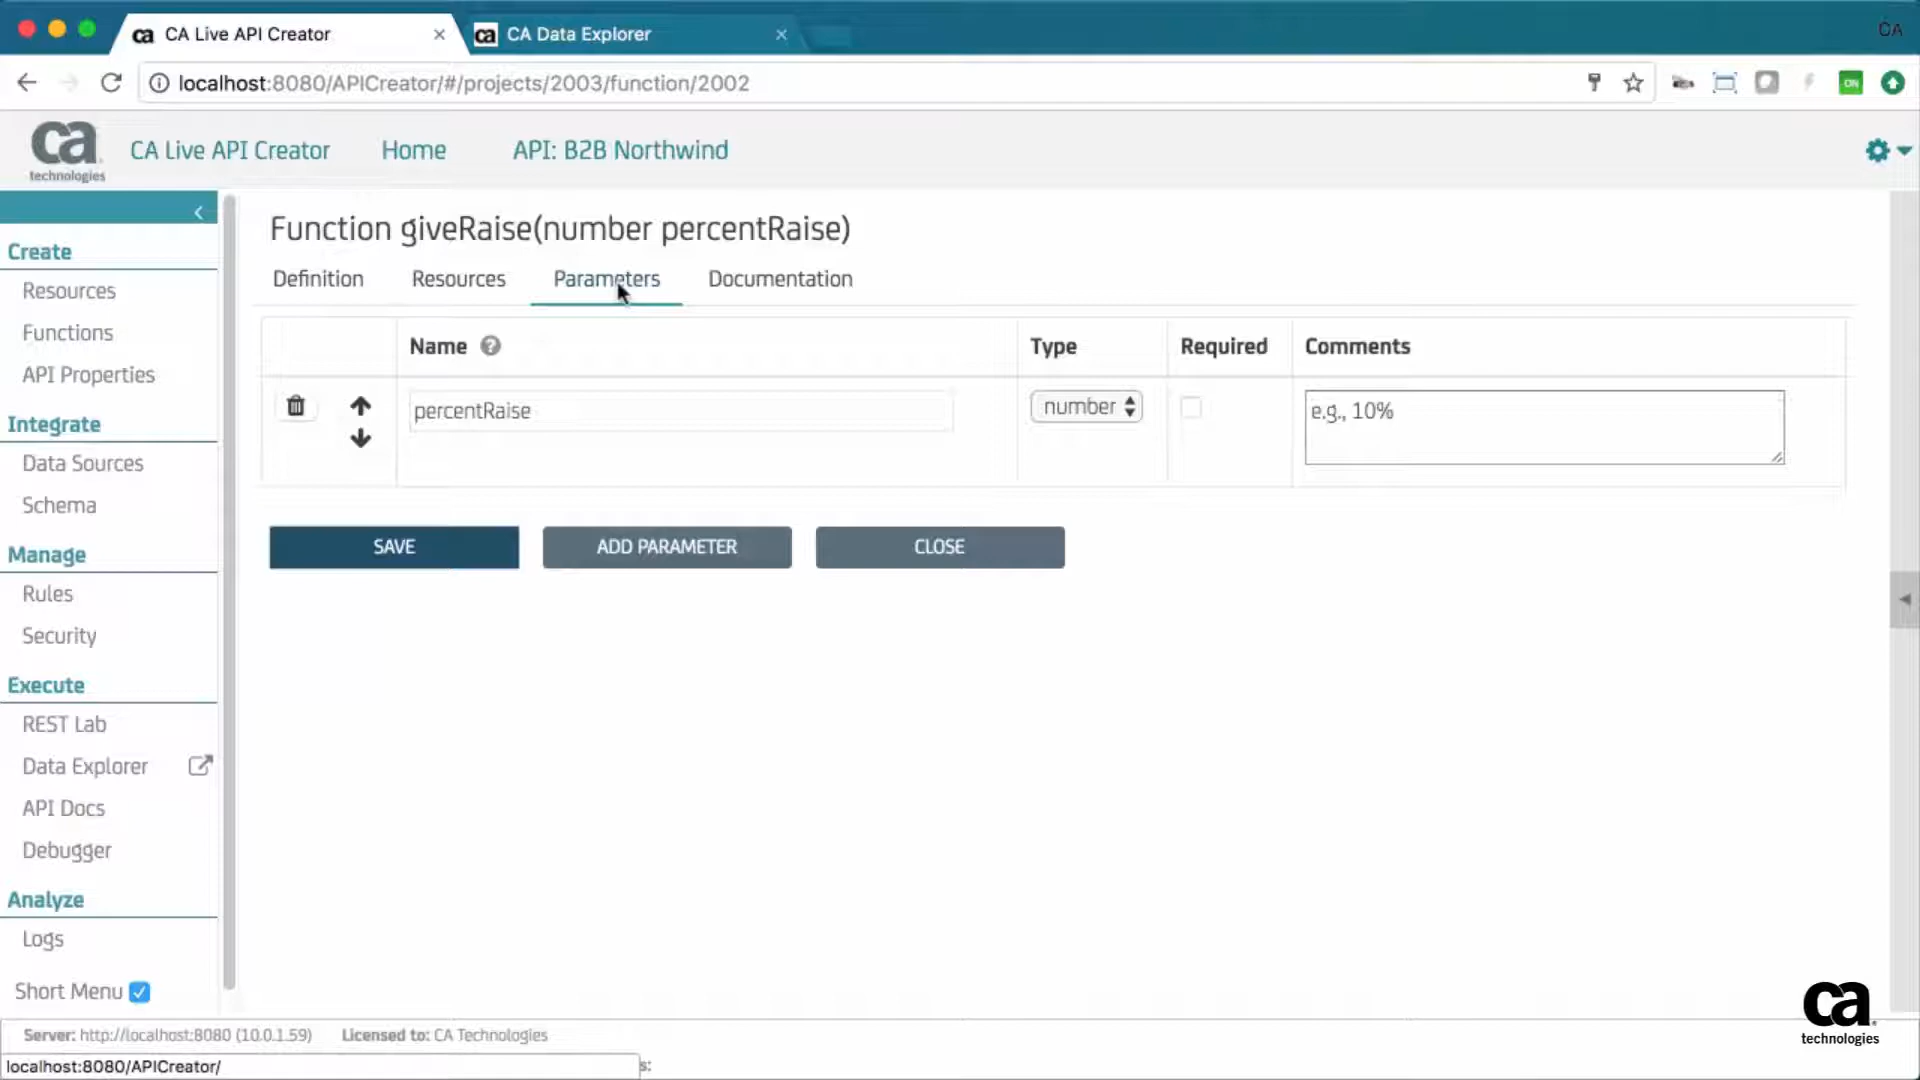 ca CA Live API Creator × ca CA Data Explorer × CA
localhost:8080/APICreator/#/projects/2003/function/2002 ON
ca technologies CA Live API Creator Home API: B2B Northwind
Function giveRaise(number percentRaise)
Definition Resources Parameters Documentation
Name ? Type Required Comments
percentRaise number e.g., 10%
SAVE ADD PARAMETER CLOSE
Create
Resources
Functions
API Properties
Integrate
Data Sources
Schema
Manage
Rules
Security
Execute
REST Lab
Data Explorer
API Docs
Debugger
Analyze
Logs
Short Menu
Server: http://localhost:8080 (10.0.1.59) Licensed to: CA Technologies
localhost:8080/APICreator/ s:
ca technologies